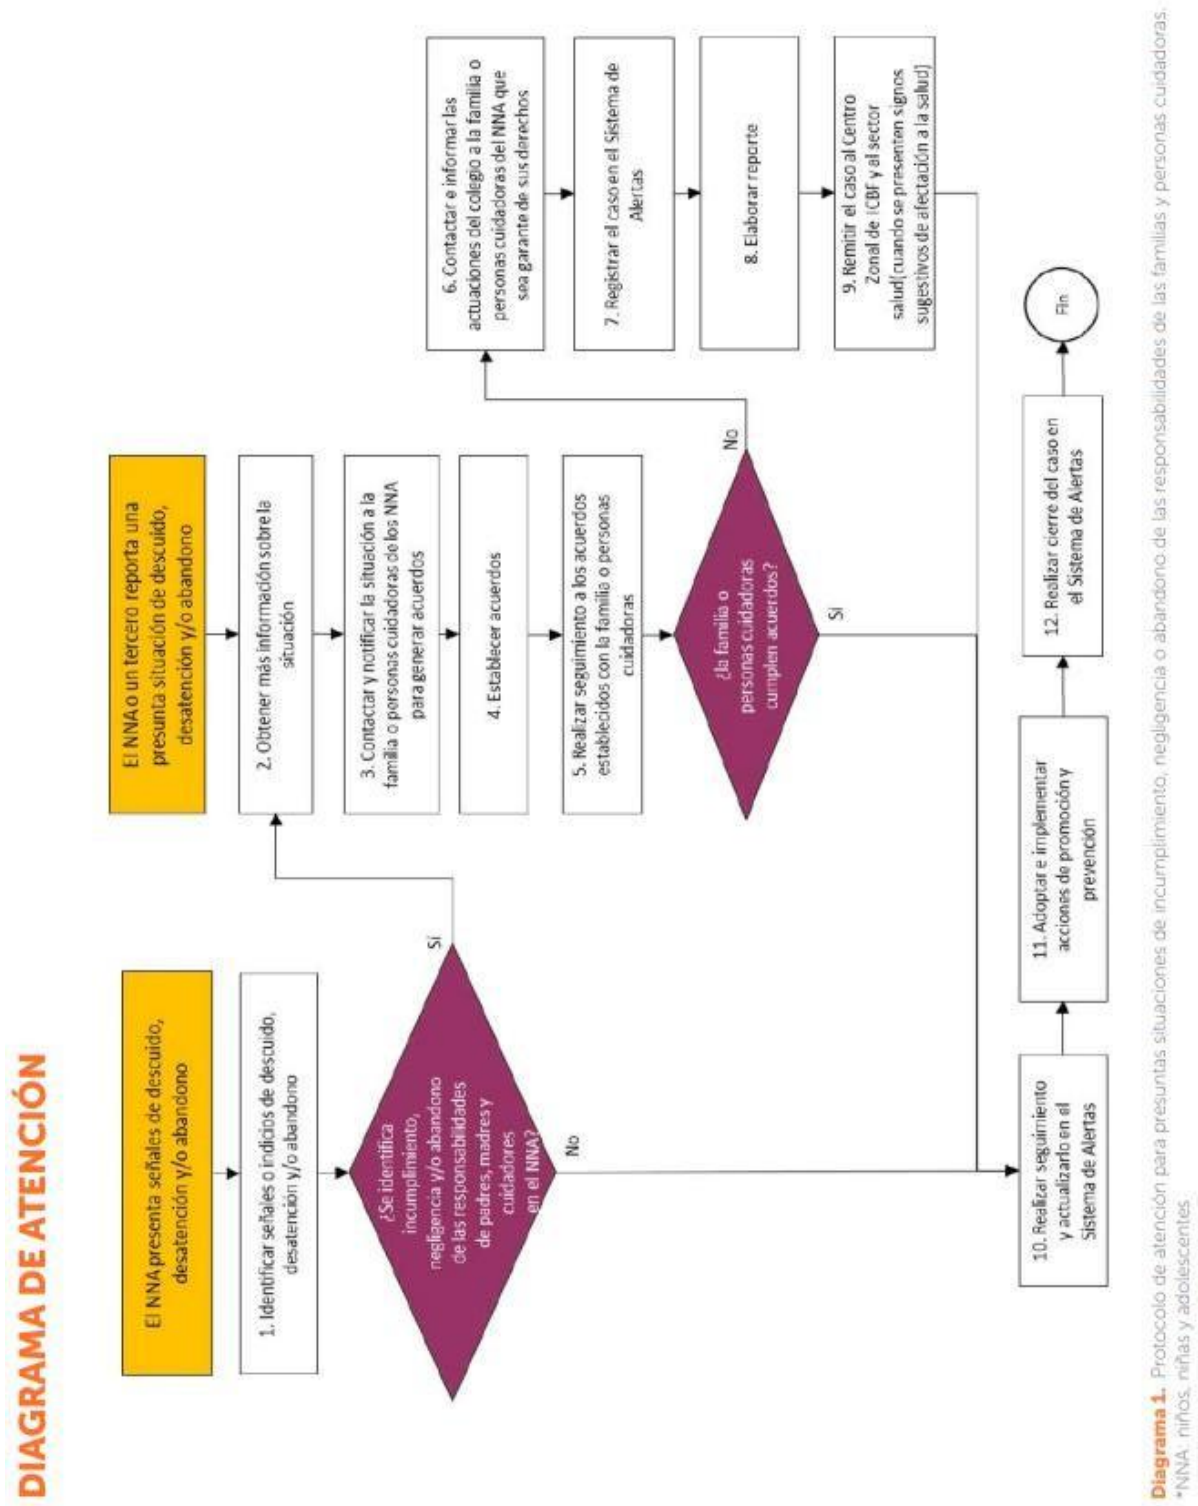 DIAGRAMA DE ATENCIÓN
El NNA presenta señales de descuido,
desatención y/o abandono
1. Identificar señales o indicios de descuido,
desatención y/o abandono
¿Se identifica
incumplimiento,
negligencia y/o abandono
de las responsabilidades
de padres, madres y
cuidadores
en el NNA?
Sí
No
El NNA o un tercero reporta una
presunta situación de descuido,
desatención y/o abandono
2. Obtener más información sobre la
situación
3. Contactar y notificar la situación a la
familia o personas cuidadoras de los NNA
para generar acuerdos
4. Establecer acuerdos
5. Realizar seguimiento a los acuerdos
establecidos con la familia o personas
cuidadoras
¿la familia o
personas cuidadoras
cumplen acuerdos?
No
Sí
6. Contactar e informar las
actuaciones del colegio a la familia o
personas cuidadoras del NNA que
sea garante de sus derechos
7. Registrar el caso en el Sistema de
Alertas
8. Elaborar reporte
9. Remitir el caso al Centro
Zonal de ICBF y al sector
salud(cuando se presenten signos
sugestivos de afectación a la salud)
10. Realizar seguimiento
y actualizarlo en el
Sistema de Alertas
11. Adoptar e implementar
acciones de promoción y
prevención
12. Realizar cierre del caso en
el Sistema de Alertas
Fin
Diagrama 1. Protocolo de atención para presuntas situaciones de incumplimiento, negligencia o abandono de las responsabilidades de las familias y personas cuidadoras.
*NNA: niños, niñas y adolescentes